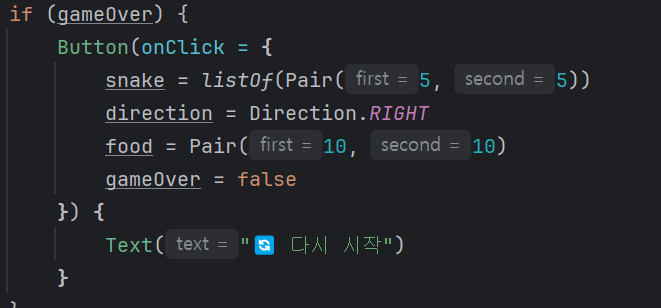 if (gameOver) {
Button(onClick = {
snake = listOf(Pair( first = 5, second = 5))
direction = Direction.RIGHT
food = Pair( first = 10, second = 10)
gameOver = false
}) {
Text( text = "🔄 다시 시작")
}
}